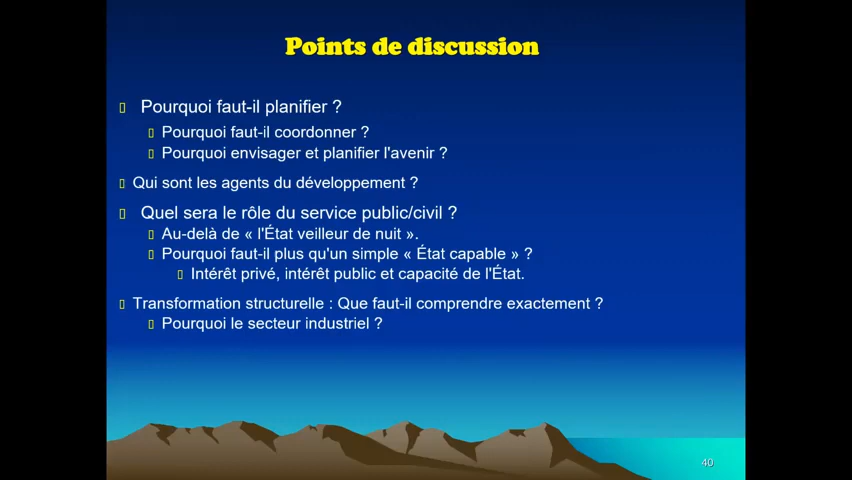 Points de discussion
Pourquoi faut-il planifier ?
Pourquoi faut-il coordonner ?
Pourquoi envisager et planifier l'avenir ?
Qui sont les agents du développement ?
Quel sera le rôle du service public/civil ?
Au-delà de « l'État veilleur de nuit ».
Pourquoi faut-il plus qu'un simple « État capable » ?
Intérêt privé, intérêt public et capacité de l'État.
Transformation structurelle : Que faut-il comprendre exactement ?
Pourquoi le secteur industriel ?
40